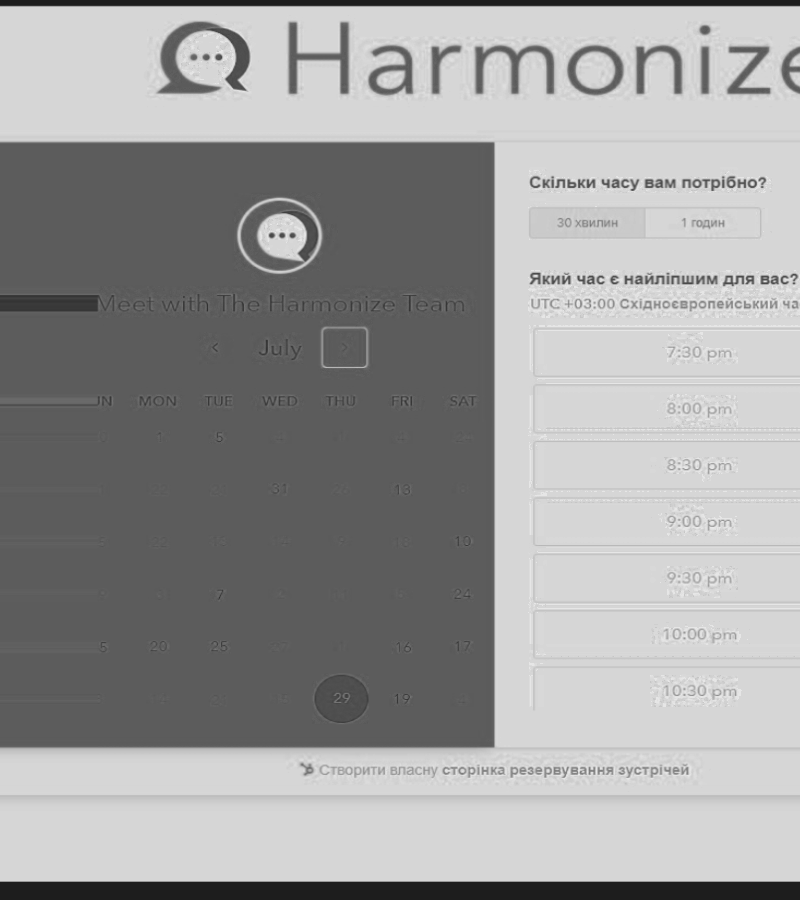 Harmonize
Meet with The Harmonize Team
< July >
IN MON TUE WED THU FRI SAT
1 5
31 13
19
7 24
5 20 25 16 17
29 19
Скільки часу вам потрібно?
30 хвилин 1 годин
Який час є найліпшим для вас?
UTC +03:00 Східноєвропейський ча
7:30 pm
8:00 pm
8:30 pm
9:00 pm
9:30 pm
10:00 pm
10:30 pm
Створити власну сторінка резервування зустрічей